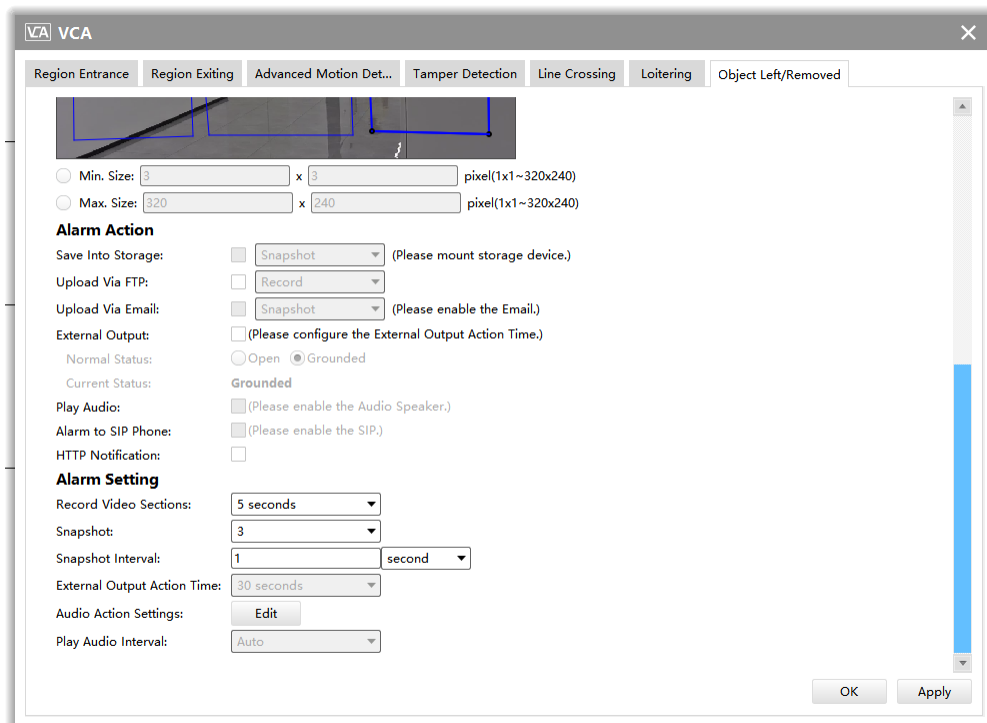 VCA VCA
Region Entrance Region Exiting Advanced Motion Det... Tamper Detection Line Crossing Loitering Object Left/Removed
Min. Size: 3 x 3 pixel(1x1~320x240)
Max. Size: 320 x 240 pixel(1x1~320x240)
Alarm Action
Save Into Storage: Snapshot (Please mount storage device.)
Upload Via FTP: Record
Upload Via Email: Snapshot (Please enable the Email.)
External Output: (Please configure the External Output Action Time.)
Normal Status: Open Grounded
Current Status: Grounded
Play Audio: (Please enable the Audio Speaker.)
Alarm to SIP Phone: (Please enable the SIP.)
HTTP Notification:
Alarm Setting
Record Video Sections: 5 seconds
Snapshot: 3
Snapshot Interval: 1 second
External Output Action Time: 30 seconds
Audio Action Settings: Edit
Play Audio Interval: Auto
OK Apply